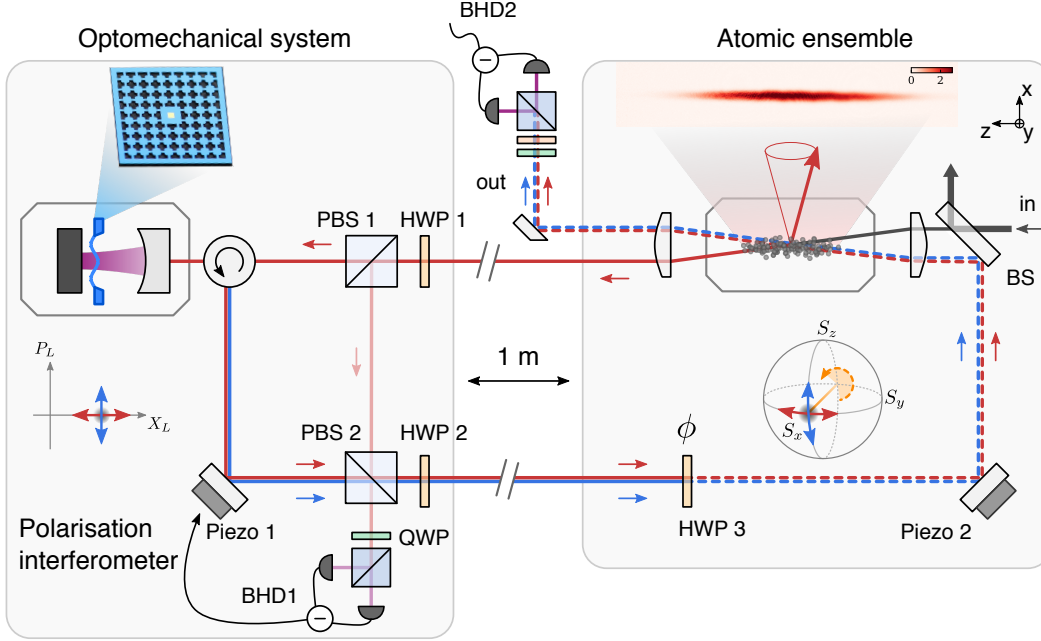 BHD2
Optomechanical system
Atomic ensemble
0 2
x
z
y
out
in
PBS 1
HWP 1
BS
P_L
X_L
1 m
S_z
S_y
S_x
PBS 2
HWP 2
ϕ
Piezo 1
HWP 3
Piezo 2
Polarisation
interferometer
QWP
BHD1